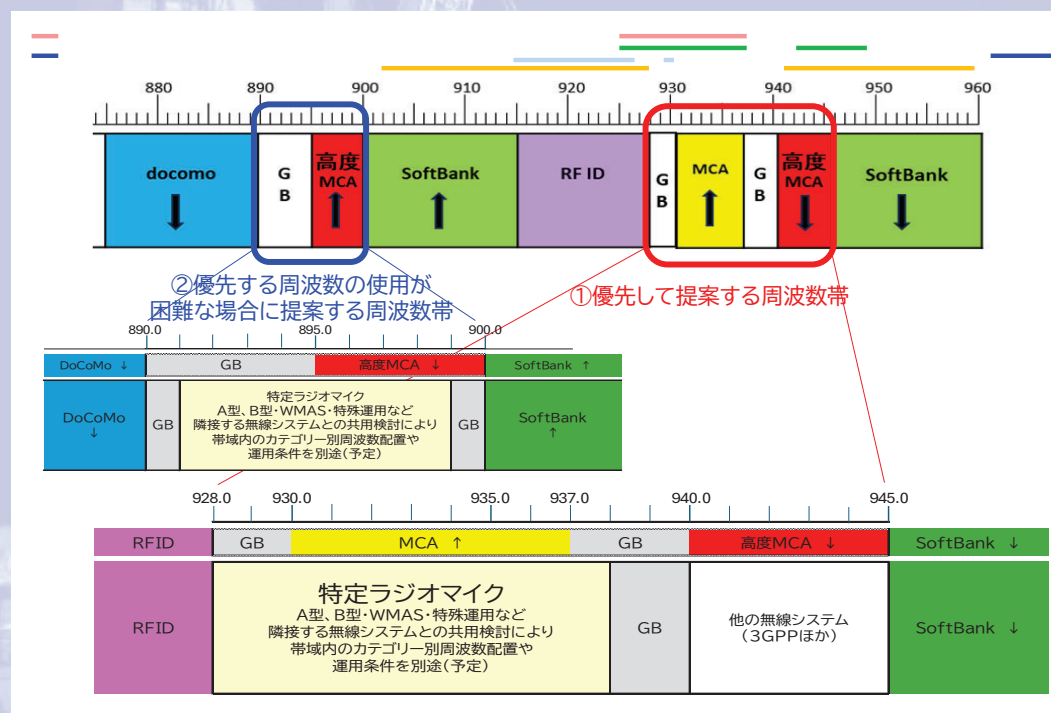 880 890 900 910 920 930 940 950 960
docomo
↓
G
B
高度
MCA
↑
SoftBank
↑
RF ID
G
B
MCA
↑
G
B
高度
MCA
↓
SoftBank
↓
②優先する周波数の使用が
困難な場合に提案する周波数帯
①優先して提案する周波数帯
890.0 895.0 900.0
DoCoMo ↓ GB 高度MCA ↓ SoftBank ↑
DoCoMo
↓
GB
特定ラジオマイク
A型、B型・WMAS・特殊運用など
隣接する無線システムとの共用検討により
帯域内のカテゴリー別周波数配置や
運用条件を別途(予定)
GB
SoftBank
↑
928.0 930.0 935.0 937.0 940.0 945.0
RFID GB MCA ↑ GB 高度MCA ↓ SoftBank ↓
RFID
特定ラジオマイク
A型、B型・WMAS・特殊運用など
隣接する無線システムとの共用検討により
帯域内のカテゴリー別周波数配置や
運用条件を別途(予定)
GB
他の無線システム
(3GPPほか)
SoftBank ↓